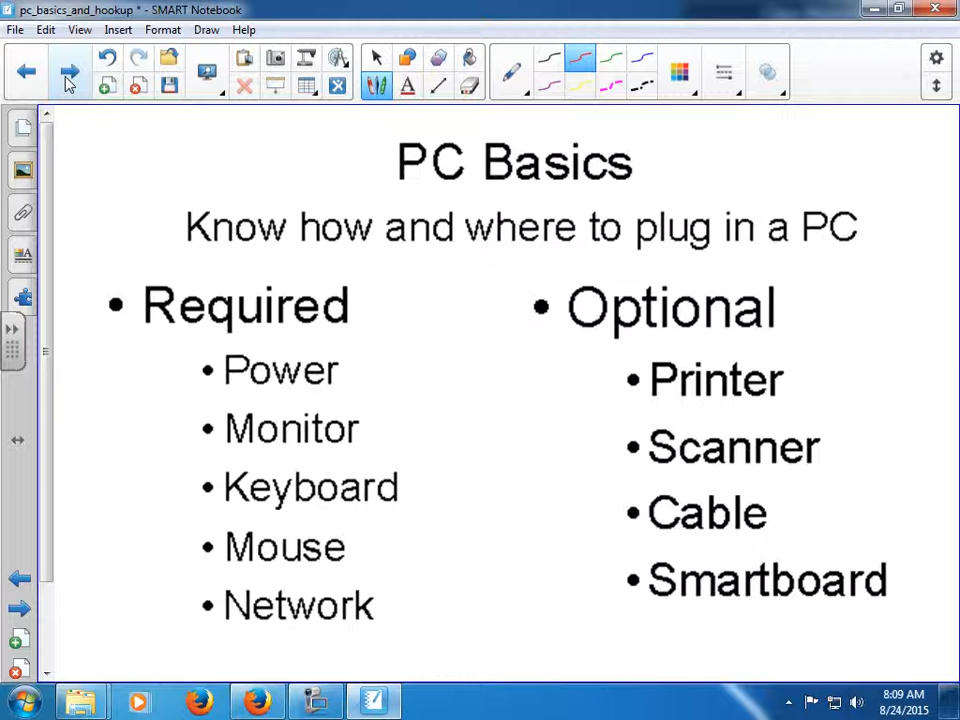 pc_basics_and_hookup * - SMART Notebook
File Edit View Insert Format Draw Help
PC Basics
Know how and where to plug in a PC
• Required
• Power
• Monitor
• Keyboard
• Mouse
• Network
• Optional
• Printer
• Scanner
• Cable
• Smartboard
8:09 AM
8/24/2015